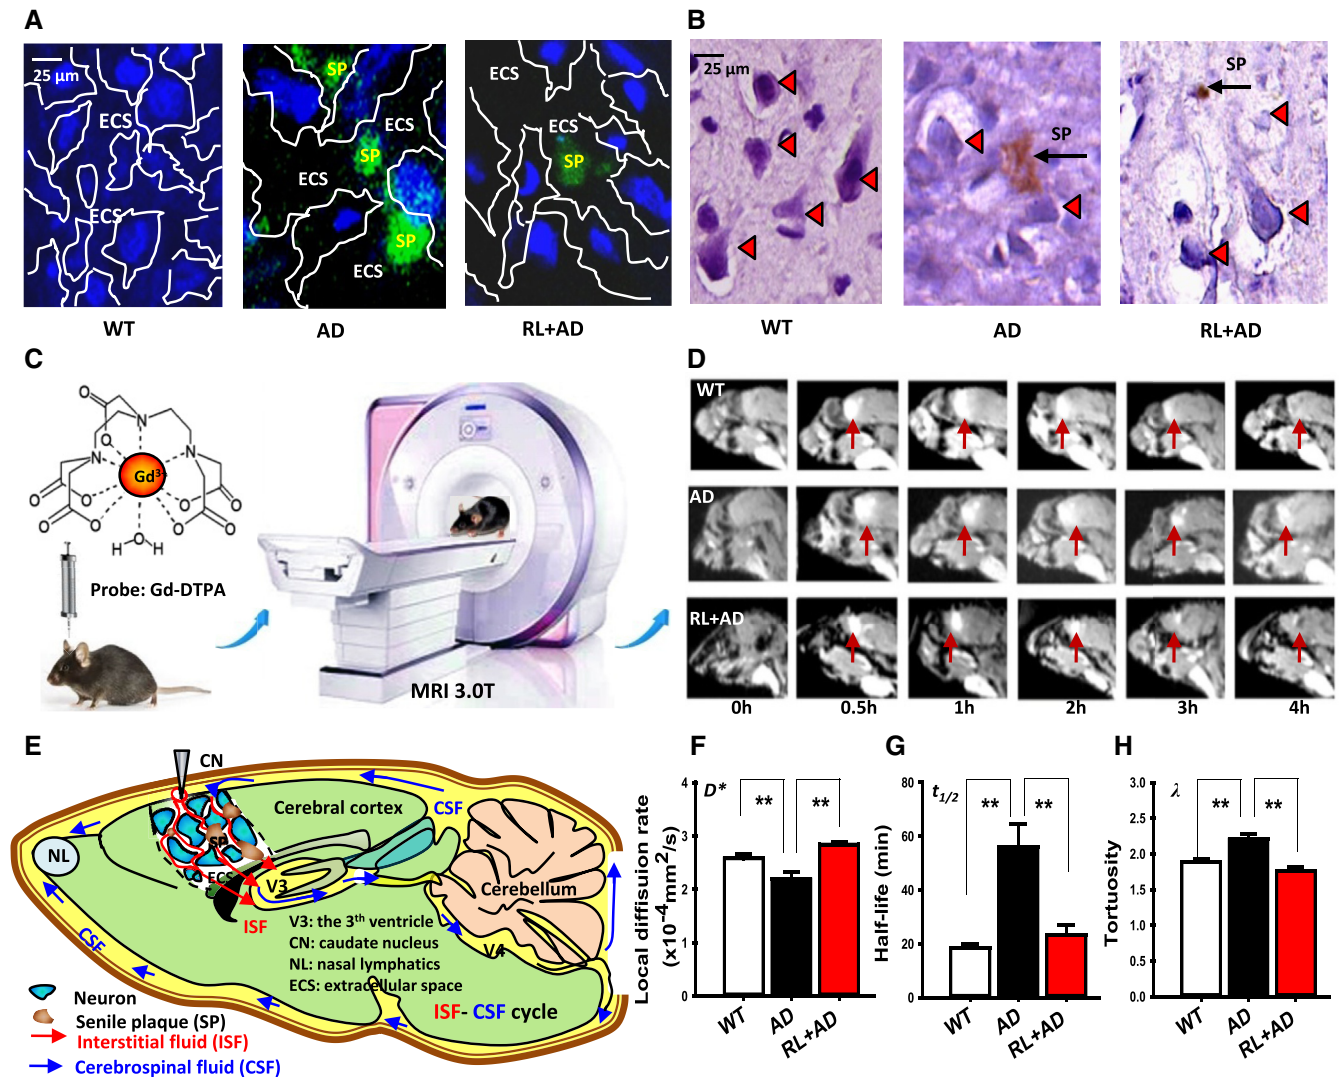 A
25 µm
ECS
ECS
WT
SP
ECS
SP
ECS
SP
ECS
AD
ECS
ECS
SP
RL+AD
B
25 µm
WT
SP
AD
SP
RL+AD
C
O
O
O
O
N
N
N
Gd3+
O
O
O
O
O
O
H
O
H
Probe: Gd-DTPA
MRI 3.0T
D
WT
AD
RL+AD
0h
0.5h
1h
2h
3h
4h
E
CN
Cerebral cortex
CSF
NL
SP
ECS
V3
ISF
Cerebellum
V4
CSF
V3: the 3th ventricle
CN: caudate nucleus
NL: nasal lymphatics
ECS: extracellular space
ISF- CSF cycle
Neuron
Senile plaque (SP)
Interstitial fluid (ISF)
Cerebrospinal fluid (CSF)
F
D*
Local diffsuion rate
(x10-4mm2/s)
4
3
2
1
0
**
**
WT
AD
RL+AD
G
t1/2
Half-life (min)
80
60
40
20
0
**
**
WT
AD
RL+AD
H
λ
Tortuosity
3.0
2.5
2.0
1.5
1.0
0.5
0.0
**
**
WT
AD
RL+AD